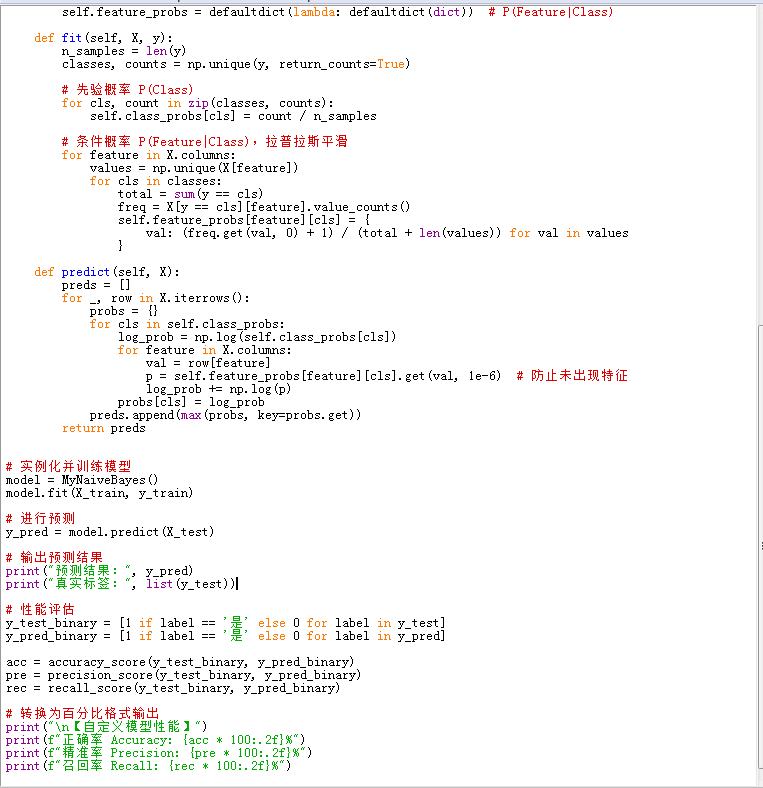 self.feature_probs = defaultdict(lambda: defaultdict(dict))  # P(Feature|Class)

    def fit(self, X, y):
        n_samples = len(y)
        classes, counts = np.unique(y, return_counts=True)

        # 先验概率 P(Class)
        for cls, count in zip(classes, counts):
            self.class_probs[cls] = count / n_samples

        # 条件概率 P(Feature|Class)，拉普拉斯平滑
        for feature in X.columns:
            values = np.unique(X[feature])
            for cls in classes:
                total = sum(y == cls)
                freq = X[y == cls][feature].value_counts()
                self.feature_probs[feature][cls] = {
                    val: (freq.get(val, 0) + 1) / (total + len(values)) for val in values
                }

    def predict(self, X):
        preds = []
        for _, row in X.iterrows():
            probs = {}
            for cls in self.class_probs:
                log_prob = np.log(self.class_probs[cls])
                for feature in X.columns:
                    val = row[feature]
                    p = self.feature_probs[feature][cls].get(val, 1e-6)  # 防止未出现特征
                    log_prob += np.log(p)
                probs[cls] = log_prob
            preds.append(max(probs, key=probs.get))
        return preds


# 实例化并训练模型
model = MyNaiveBayes()
model.fit(X_train, y_train)

# 进行预测
y_pred = model.predict(X_test)

# 输出预测结果
print("预测结果：", y_pred)
print("真实标签：", list(y_test))

# 性能评估
y_test_binary = [1 if label == '是' else 0 for label in y_test]
y_pred_binary = [1 if label == '是' else 0 for label in y_pred]

acc = accuracy_score(y_test_binary, y_pred_binary)
pre = precision_score(y_test_binary, y_pred_binary)
rec = recall_score(y_test_binary, y_pred_binary)

# 转换为百分比格式输出
print("\n【自定义模型性能】")
print(f"正确率 Accuracy: {acc * 100:.2f}%")
print(f"精准率 Precision: {pre * 100:.2f}%")
print(f"召回率 Recall: {rec * 100:.2f}%")